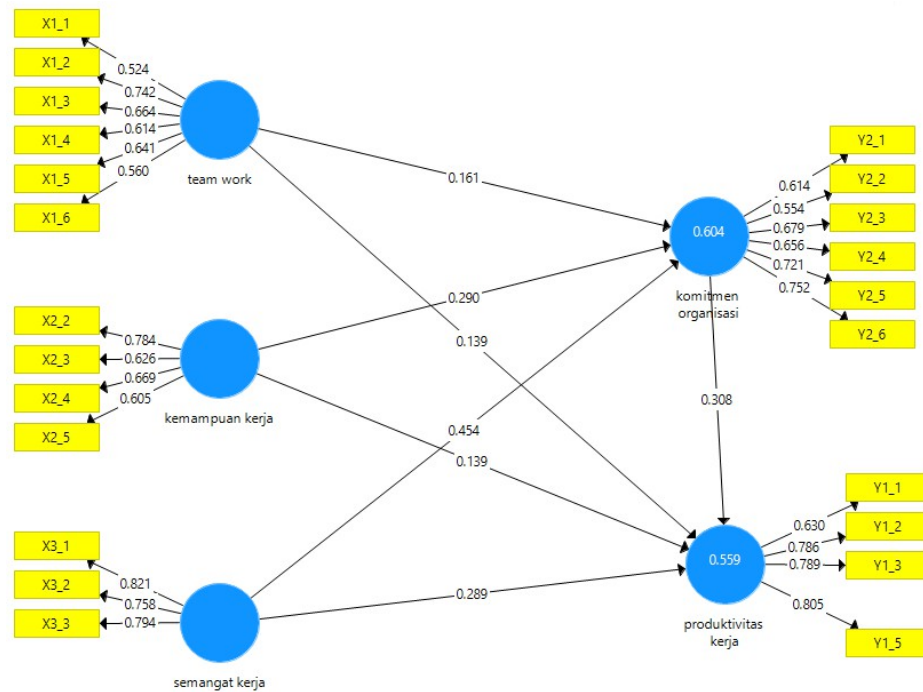 X1_1
X1_2
X1_3
X1_4
X1_5
X1_6
0.524
0.742
0.664
0.614
0.641
0.560
team work
X2_2
X2_3
X2_4
X2_5
0.784
0.626
0.669
0.605
kemampuan kerja
X3_1
X3_2
X3_3
0.821
0.758
0.794
semangat kerja
0.161
0.290
0.139
0.454
0.139
0.289
0.308
0.604
komitmen
organisasi
0.614
0.554
0.679
0.656
0.721
0.752
Y2_1
Y2_2
Y2_3
Y2_4
Y2_5
Y2_6
0.559
produktivitas
kerja
0.630
0.786
0.789
0.805
Y1_1
Y1_2
Y1_3
Y1_5